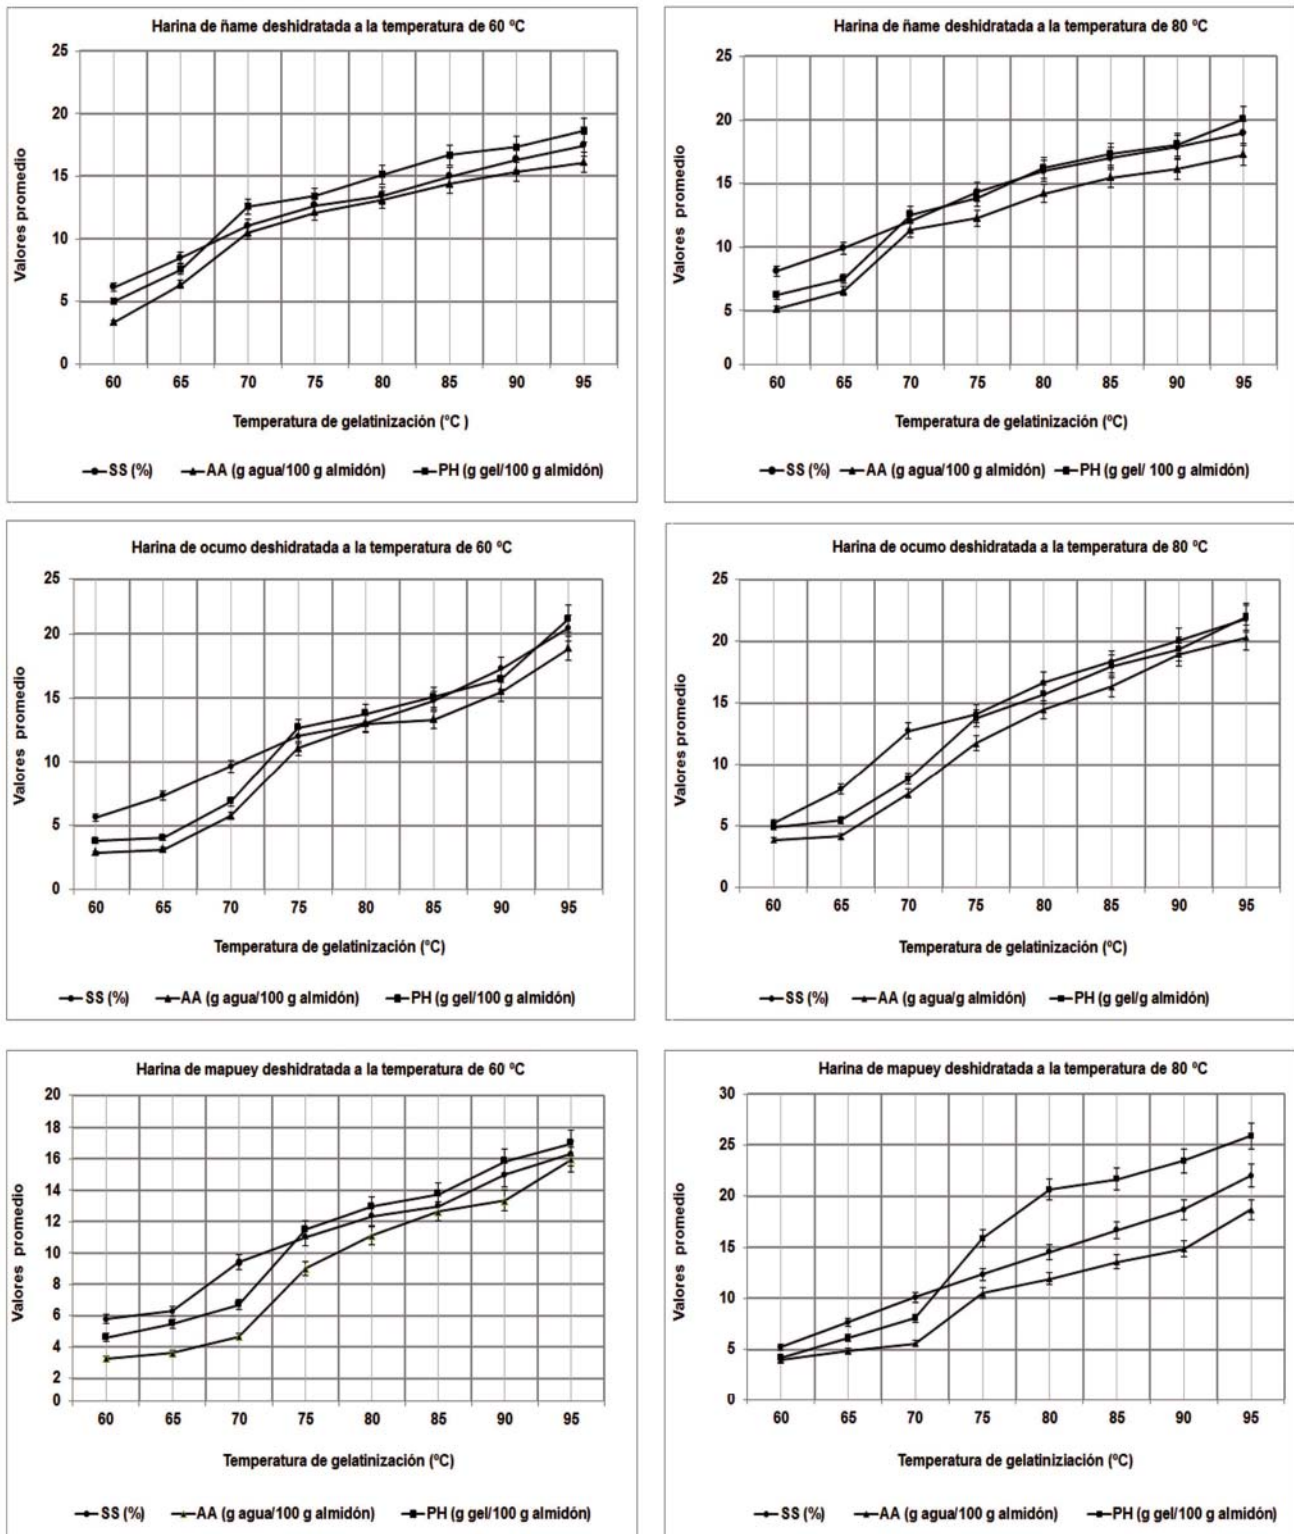 Harina de ñame deshidratada a la temperatura de 60 ºC
25
20
15
10
5
0
Valores promedio
60 65 70 75 80 85 90 95
Temperatura de gelatinización (°C )
SS (%) AA (g agua/100 g almidón) PH (g gel/100 g almidón)
Harina de ñame deshidratada a la temperatura de 80 ºC
25
20
15
10
5
0
Valores promedio
60 65 70 75 80 85 90 95
Temperatura de gelatinización (ºC)
SS (%) AA (g agua/100 g almidón) PH (g gel/ 100 g almidón)
Harina de ocumo deshidratada a la temperatura de 60 ºC
25
20
15
10
5
0
Valores promedio
60 65 70 75 80 85 90 95
Temperatura de gelatinización (°C)
SS (%) AA (g agua/100 g almidón) PH (g gel/100 g almidón)
Harina de ocumo deshidratada a la temperatura de 80 ºC
25
20
15
10
5
0
Valores promedio
60 65 70 75 80 85 90 95
Temperatura de gelatinización (ºC)
SS (%) AA (g agua/g almidón) PH (g gel/g almidón)
Harina de mapuey deshidratada a la temperatura de 60 ºC
20
18
16
14
12
10
8
6
4
2
0
Valores promedio
60 65 70 75 80 85 90 95
Temperatura de gelatinización (ºC)
SS (%) AA (g agua/100 g almidón) PH (g gel/100 g almidón)
Harina de mapuey deshidratada a la temperatura de 80 ºC
30
25
20
15
10
5
0
Valores promedio
60 65 70 75 80 85 90 95
Temperatura de gelatiniziación (ºC)
SS (%) AA (g agua/100 g almidón) PH (g gel/100 g almidón)